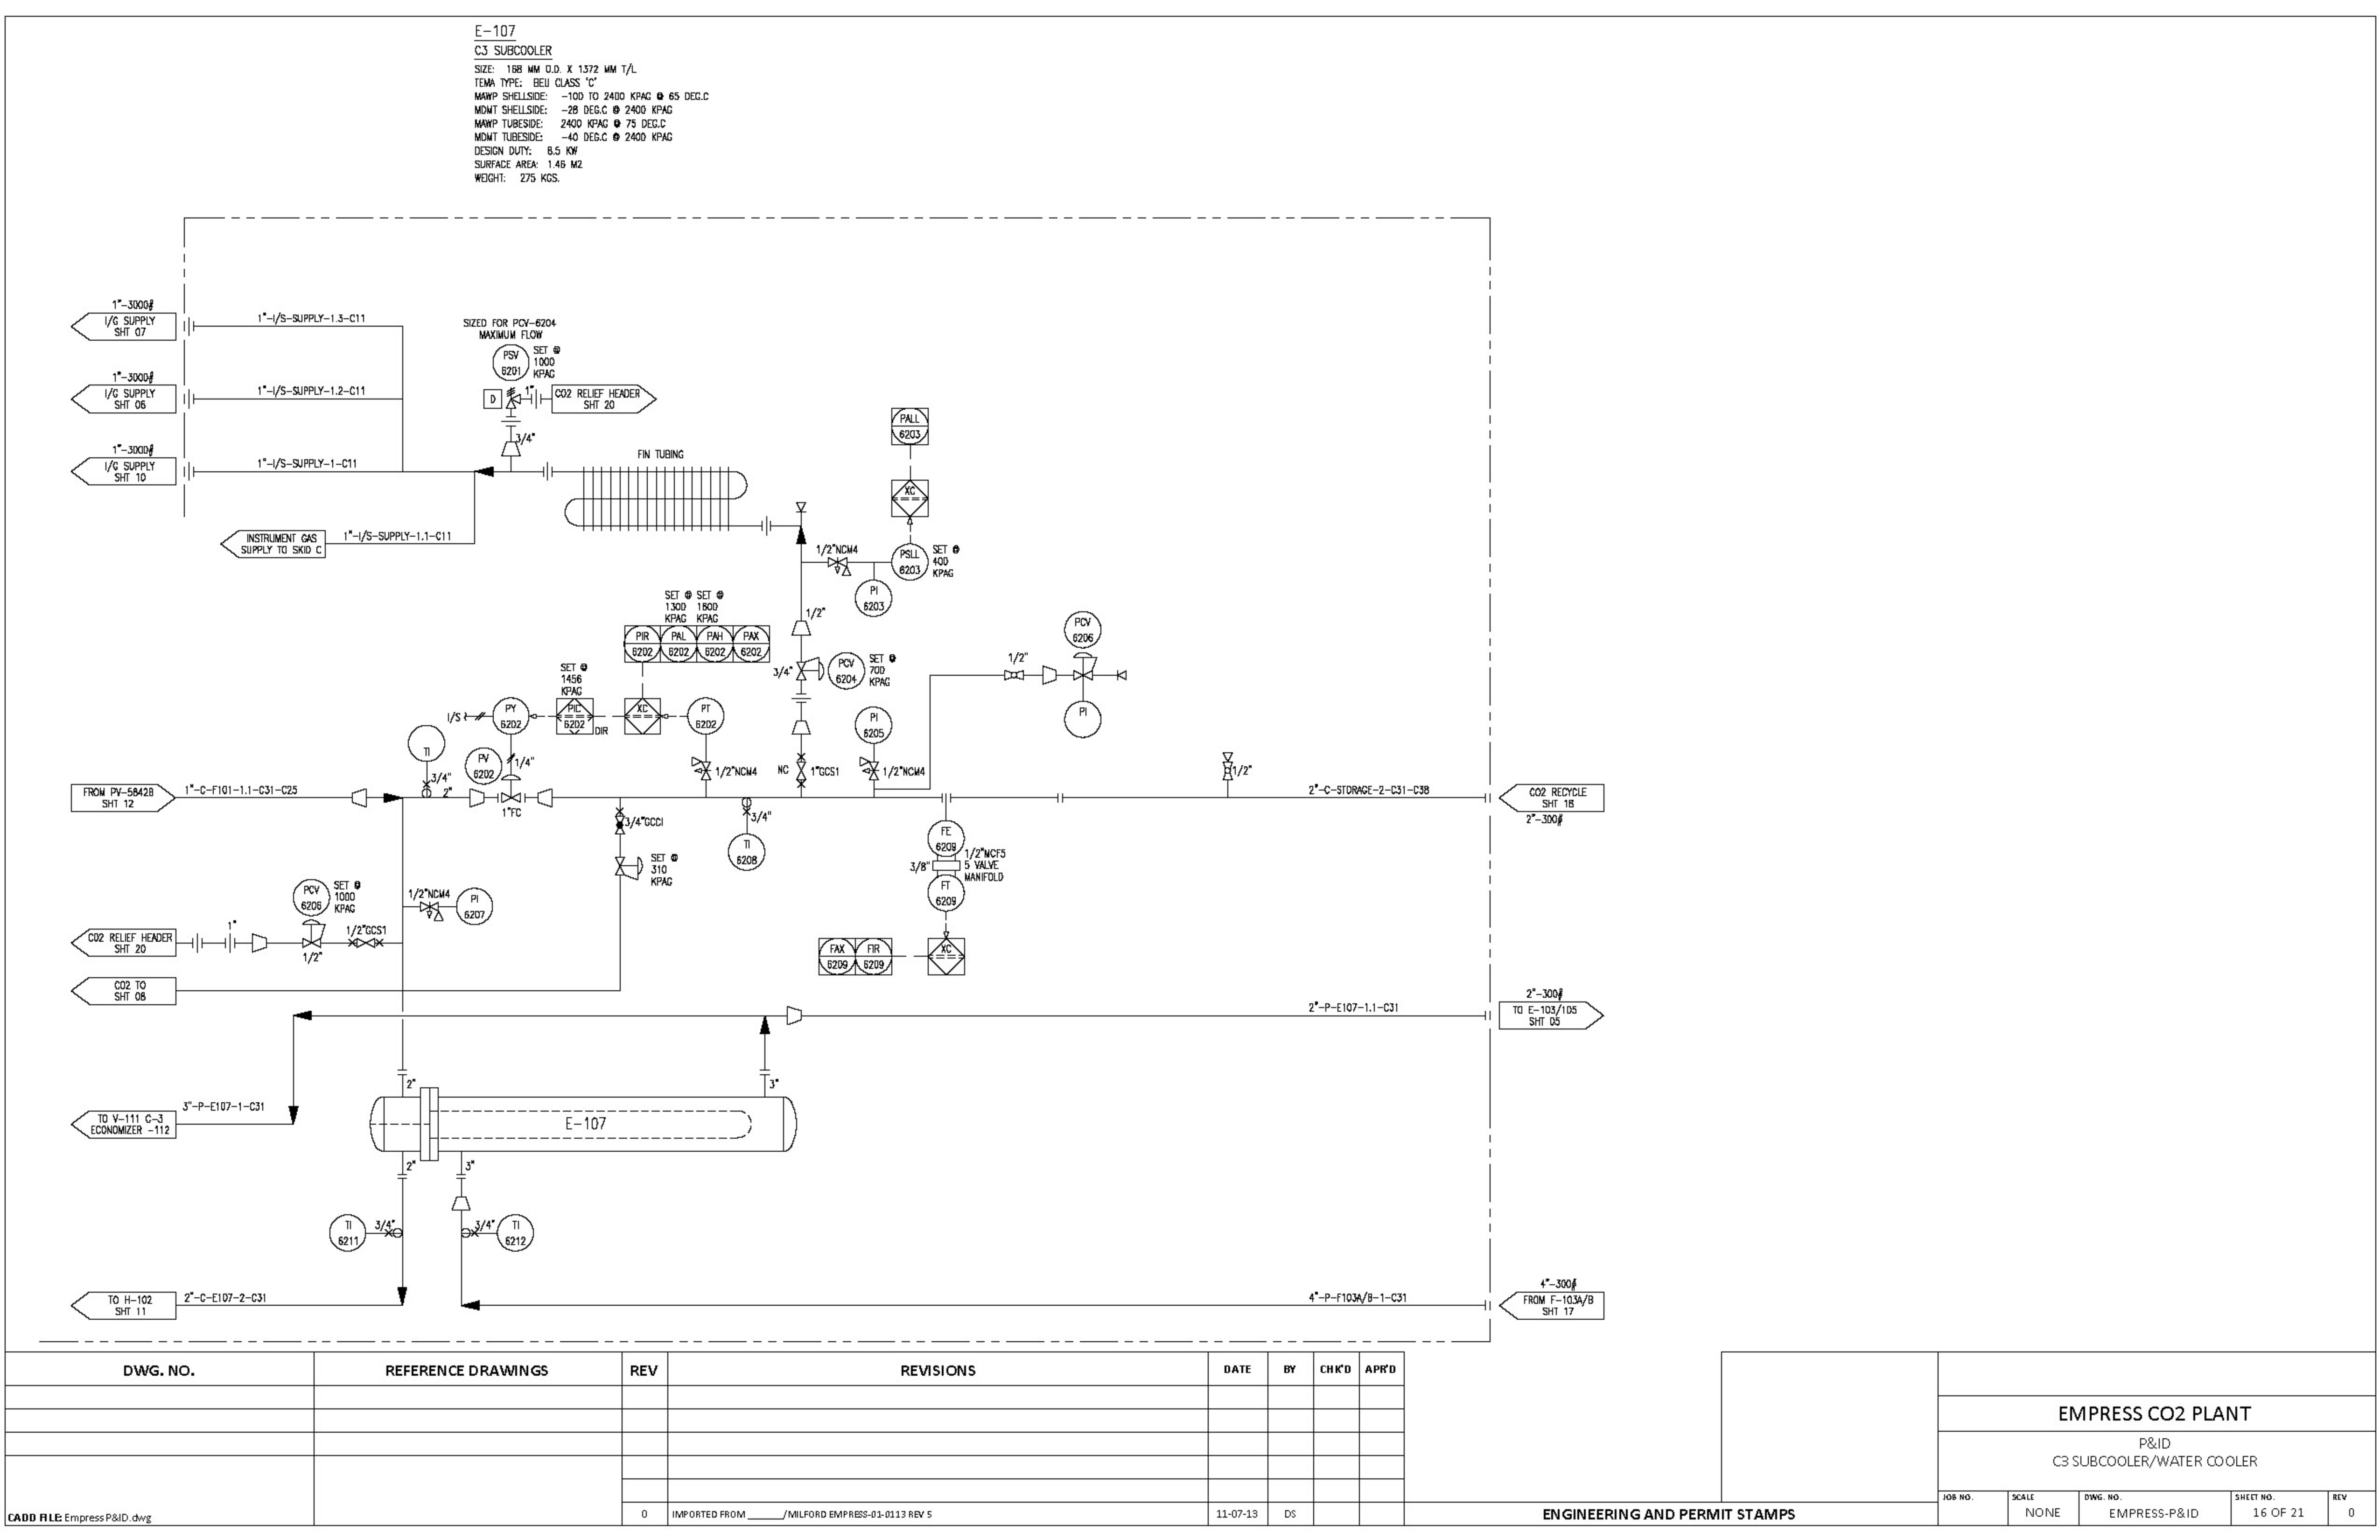 E-107
C3 SUBCOOLER
SIZE: 168 MM O.D. X 1372 MM T/L
TEMA TYPE: BEU CLASS 'C'
MAWP SHELLSIDE: -100 TO 2400 KPAG @ 65 DEG.C
MDMT SHELLSIDE: -28 DEG.C @ 2400 KPAG
MAWP TUBESIDE: 2400 KPAG @ 75 DEG.C
MDMT TUBESIDE: -40 DEG.C @ 2400 KPAG
DESIGN DUTY: 8.5 KW
SURFACE AREA: 1.46 M2
WEIGHT: 275 KGS.
1"-3000#
I/G SUPPLY
SHT 07
1"-I/S-SUPPLY-1.3-C11
1"-3000#
I/G SUPPLY
SHT 06
1"-I/S-SUPPLY-1.2-C11
1"-3000#
I/G SUPPLY
SHT 10
1"-I/S-SUPPLY-1-C11
INSTRUMENT GAS
SUPPLY TO SKID C
1"-I/S-SUPPLY-1.1-C11
SIZED FOR PCV-6204
MAXIMUM FLOW
PSV
6201
SET @
1000
KPAG
D
1"
CO2 RELIEF HEADER
SHT 20
3/4"
FIN TUBING
PALL
6203
XC
PSLL
6203
SET @
400
KPAG
1/2"NCM4
PI
6203
1/2"
SET @ SET @
1300 1600
KPAG KPAG
PIR PAL PAH PAX
6202 6202 6202 6202
3/4"
PCV
6204
SET @
700
KPAG
SET @
1456
KPAG
I/S
PY
6202
PIC
6202
DIR
XC
PT
6202
PI
6205
1/2"
PCV
6206
PI
TI
3/4"
PV
6202
1/4"
2"
1"FC
1/2"NCM4
NC
1"GCS1
1/2"NCM4
1/2"
FROM PV-5842B
SHT 12
1"-C-F101-1.1-C31-C25
2"-C-STORAGE-2-C31-C38
CO2 RECYCLE
SHT 18
2"-300#
3/4"GCCI
3/4"
TI
6208
SET @
310
KPAG
FE
6209
3/8"
1/2"MCF5
5 VALVE
MANIFOLD
FT
6209
FAX FIR
6209 6209
XC
PCV
6206
SET @
1000
KPAG
1/2"NCM4
PI
6207
CO2 RELIEF HEADER
SHT 20
1"
1/2"
1/2"GCS1
CO2 TO
SHT 08
2"-P-E107-1.1-C31
2"-300#
TO E-103/105
SHT 05
2"
3"
TO V-111 C-3
ECONOMIZER -112
3"-P-E107-1-C31
E-107
2"
3"
TI
6211
3/4"
3/4"
TI
6212
TO H-102
SHT 11
2"-C-E107-2-C31
4"-P-F103A/B-1-C31
4"-300#
FROM F-103A/B
SHT 17
DWG. NO. REFERENCE DRAWINGS REV REVISIONS DATE BY CHK'D APR'D
0 IMPORTED FROM ______/MILFORD EMPRESS-01-0113 REV 5 11-07-13 DS
CADD FILE: Empress P&ID.dwg
ENGINEERING AND PERMIT STAMPS
EMPRESS CO2 PLANT
P&ID
C3 SUBCOOLER/WATER COOLER
JOB NO. SCALE DWG. NO. SHEET NO. REV
NONE EMPRESS-P&ID 16 OF 21 0